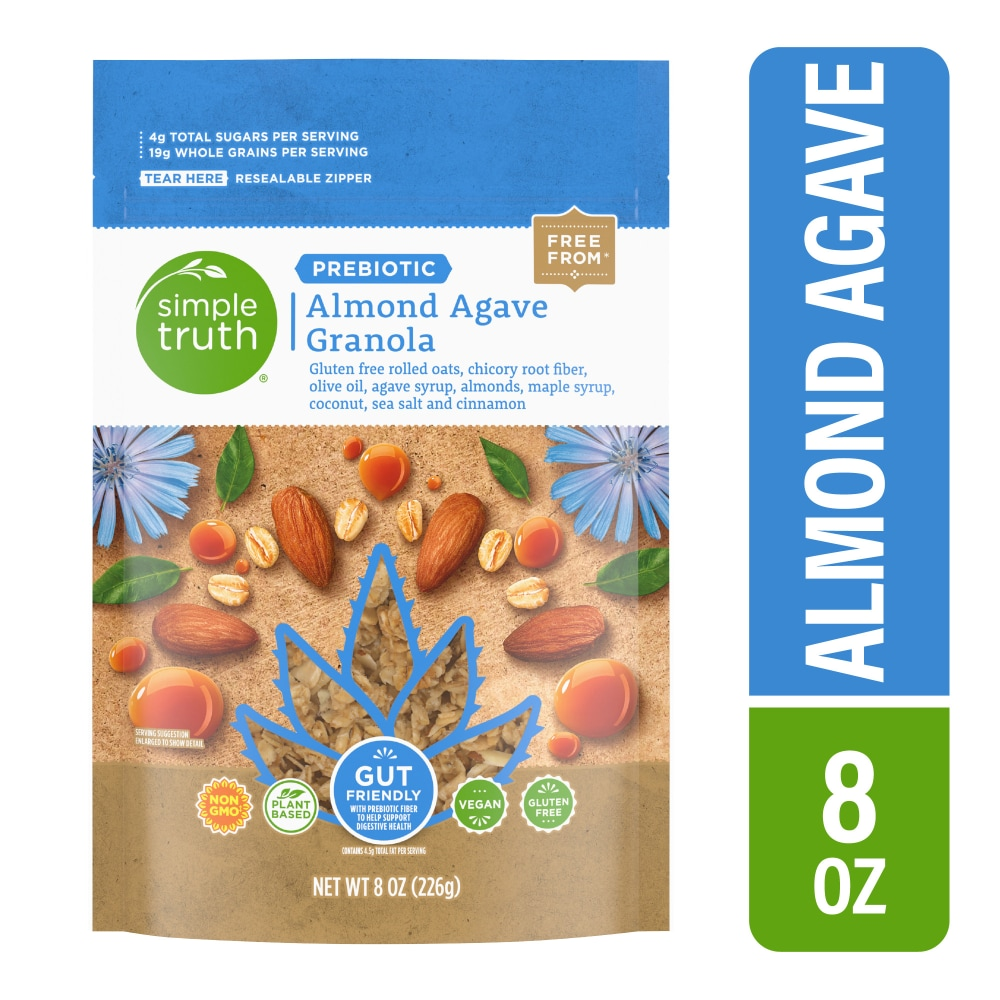 4g TOTAL SUGARS PER SERVING
19g WHOLE GRAINS PER SERVING
TEAR HERE RESEALABLE ZIPPER
FREE
FROM*
simple
truth
®
PREBIOTIC
Almond Agave
Granola
Gluten free rolled oats, chicory root fiber,
olive oil, agave syrup, almonds, maple syrup,
coconut, sea salt and cinnamon
SERVING SUGGESTION
ENLARGED TO SHOW DETAIL
NON
GMO
PLANT
BASED
GUT
FRIENDLY
WITH PREBIOTIC FIBER
TO HELP SUPPORT
DIGESTIVE HEALTH
VEGAN
GLUTEN
FREE
CONTAINS 4.5g TOTAL FAT PER SERVING
NET WT 8 OZ (226g)
ALMOND AGAVE
8
OZ